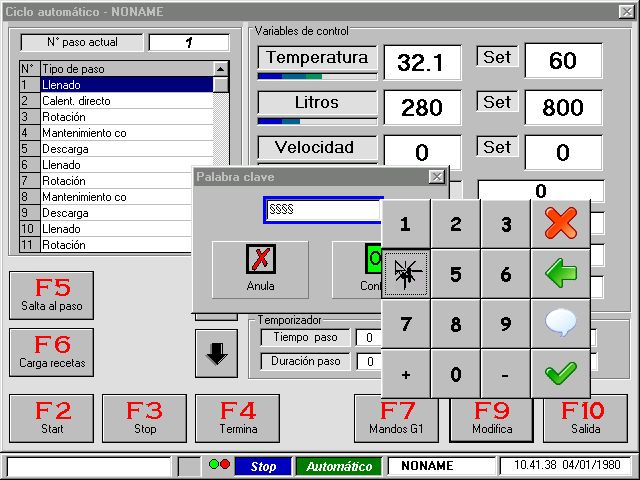 Ciclo automático - NONAME
N° paso actual
1
N° Tipo de paso
1 Llenado
2 Calent. directo
3 Rotación
4 Mantenimiento co
5 Descarga
6 Llenado
7 Rotación
8 Mantenimiento co
9 Descarga
10 Llenado
11 Rotación
Variables de control
Temperatura 32.1 Set 60
Litros 280 Set 800
Velocidad 0 Set 0
0
Palabra clave
§§§§
Anula
1 2 3
5 6
7 8 9
+ 0 -
Temporizador
Tiempo paso 0
Duración paso 0
F5
Salta al paso
F6
Carga recetas
F2
Start
F3
Stop
F4
Termina
F7
Mandos G1
F9
Modifica
F10
Salida
Stop Automático NONAME 10.41.38 04/01/1980